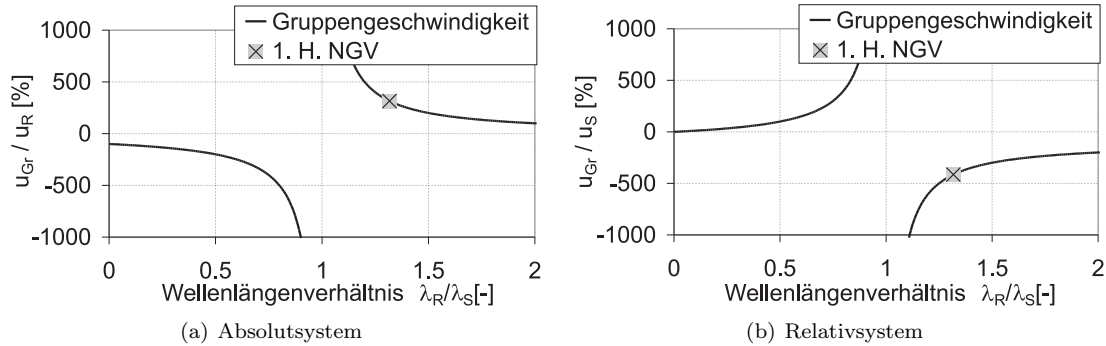 Gruppengeschwindigkeit
1. H. NGV
1000
500
0
-500
-1000
u_Gr / u_R [%]
0
0.5
1
1.5
2
Wellenlängenverhältnis λ_R/λ_S[-]
(a) Absolutsystem
Gruppengeschwindigkeit
1. H. NGV
1000
500
0
-500
-1000
u_Gr / u_S [%]
0
0.5
1
1.5
2
Wellenlängenverhältnis λ_R/λ_S[-]
(b) Relativsystem